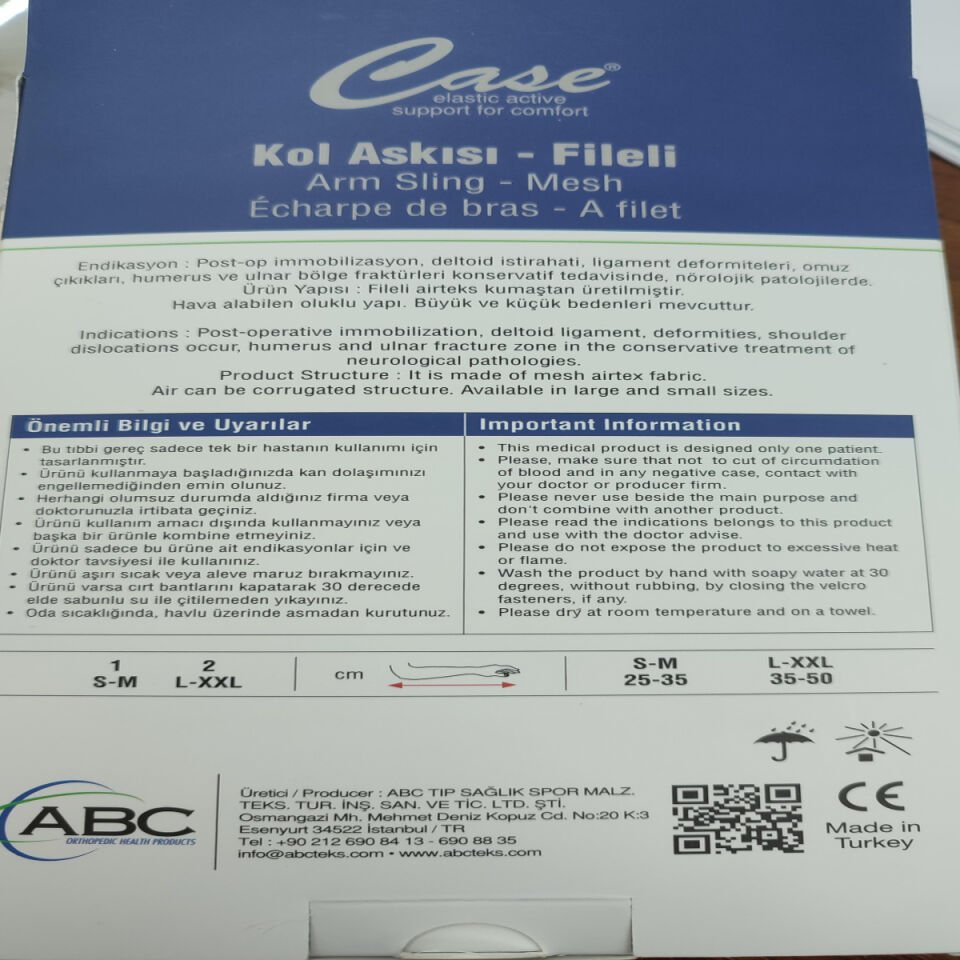 Case®
elastic active
support for comfort
Kol Askısı - Fileli
Arm Sling - Mesh
Écharpe de bras - A filet
Endikasyon : Post-op immobilizasyon, deltoid istirahati, ligament deformiteleri, omuz
çıkıkları, humerus ve ulnar bölge fraktürleri konservatif tedavisinde, nörolojik patolojilerde.
Ürün Yapısı : Fileli airteks kumaştan üretilmiştir.
Hava alabilen oluklu yapı. Büyük ve küçük bedenleri mevcuttur.
Indications : Post-operative immobilization, deltoid ligament, deformities, shoulder
dislocations occur, humerus and ulnar fracture zone in the conservative treatment of
neurological pathologies.
Product Structure : It is made of mesh airtex fabric.
Air can be corrugated structure. Available in large and small sizes.
Önemli Bilgi ve Uyarılar
• Bu tıbbi gereç sadece tek bir hastanın kullanımı için
tasarlanmıştır.
• Ürünü kullanmaya başladığınızda kan dolaşımınızı
engellemediğinden emin olunuz.
• Herhangi olumsuz durumda aldığınız firma veya
doktorunuzla irtibata geçiniz.
• Ürünü kullanım amacı dışında kullanmayınız veya
başka bir ürünle kombine etmeyiniz.
• Ürünü sadece bu ürüne ait endikasyonlar için ve
doktor tavsiyesi ile kullanınız.
• Ürünü aşırı sıcak veya aleve maruz bırakmayınız.
• Ürünü varsa cırt bantlarını kapatarak 30 derecede
elde sabunlu su ile çitilemeden yıkayınız.
• Oda sıcaklığında, havlu üzerinde asmadan kurutunuz.
Important Information
• This medical product is designed only one patient.
• Please, make sure that not to cut of circumdation
of blood and in any negative case, contact with
your doctor or producer firm.
• Please never use beside the main purpose and
don't combine with another product.
• Please read the indications belongs to this product
and use with the doctor advise.
• Please do not expose the product to excessive heat
or flame.
• Wash the product by hand with soapy water at 30
degrees, without rubbing, by closing the velcro
fasteners, if any.
• Please dry at room temperature and on a towel.
1 2
S-M L-XXL
cm
S-M L-XXL
25-35 35-50
ABC
ORTHOPEDIC HEALTH PRODUCTS
Üretici / Producer : ABC TIP SAĞLIK SPOR MALZ.
TEKS. TUR. İNŞ. SAN. VE TİC. LTD. ŞTİ.
Osmangazi Mh. Mehmet Deniz Kopuz Cd. No:20 K:3
Esenyurt 34522 İstanbul / TR
Tel : +90 212 690 84 13 - 690 88 35
info@abcteks.com • www.abcteks.com
CE
Made in
Turkey